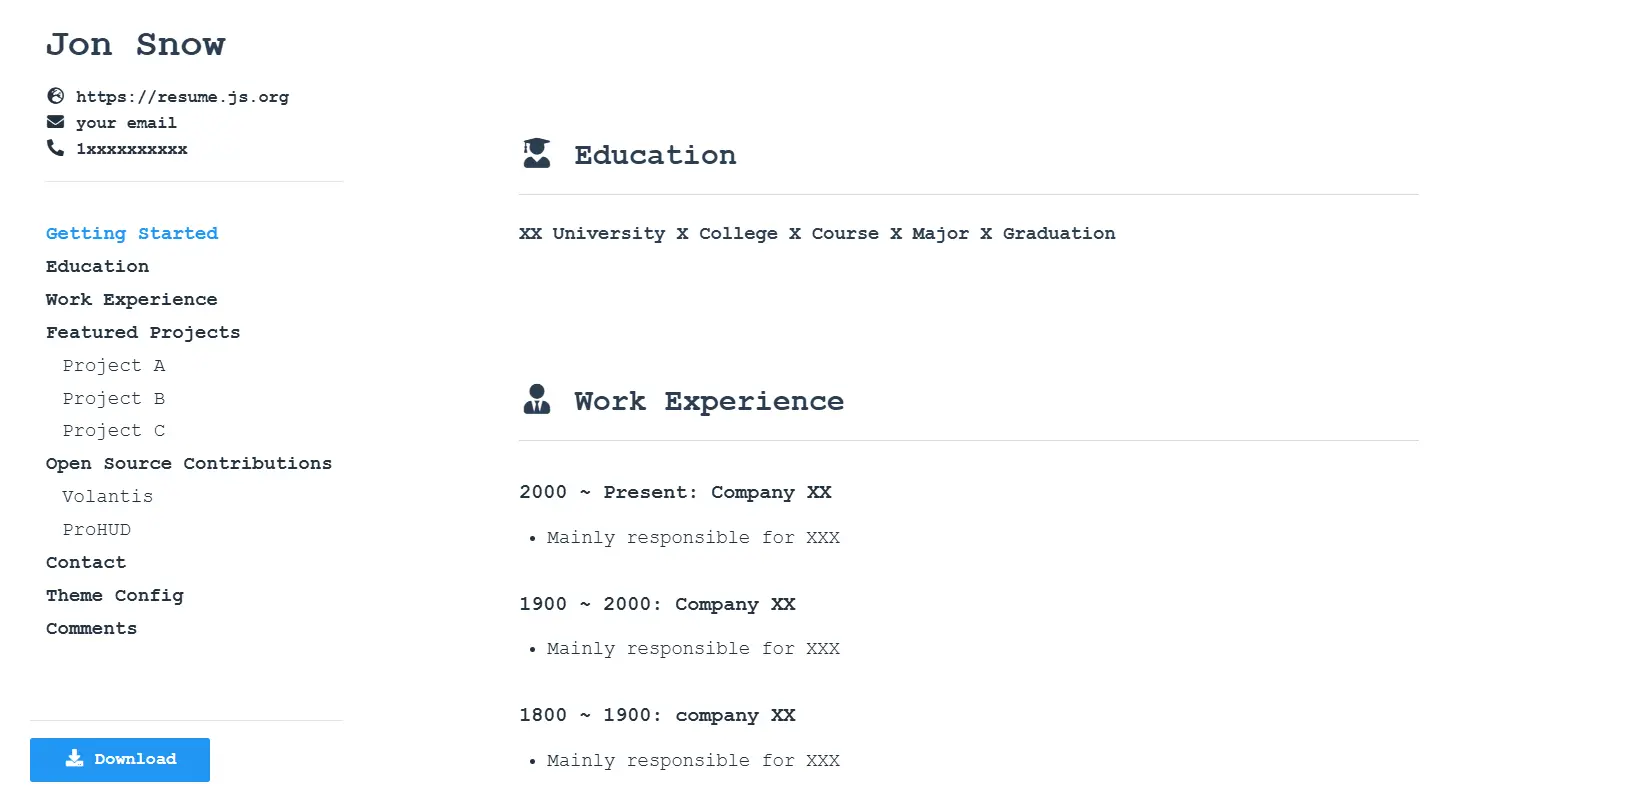 Jon Snow
https://resume.js.org
your email
1xxxxxxxxxx
Getting Started
Education
Work Experience
Featured Projects
Project A
Project B
Project C
Open Source Contributions
Volantis
ProHUD
Contact
Theme Config
Comments
Download
Education
XX University X College X Course X Major X Graduation
Work Experience
2000 ~ Present: Company XX
• Mainly responsible for XXX
1900 ~ 2000: Company XX
• Mainly responsible for XXX
1800 ~ 1900: company XX
• Mainly responsible for XXX